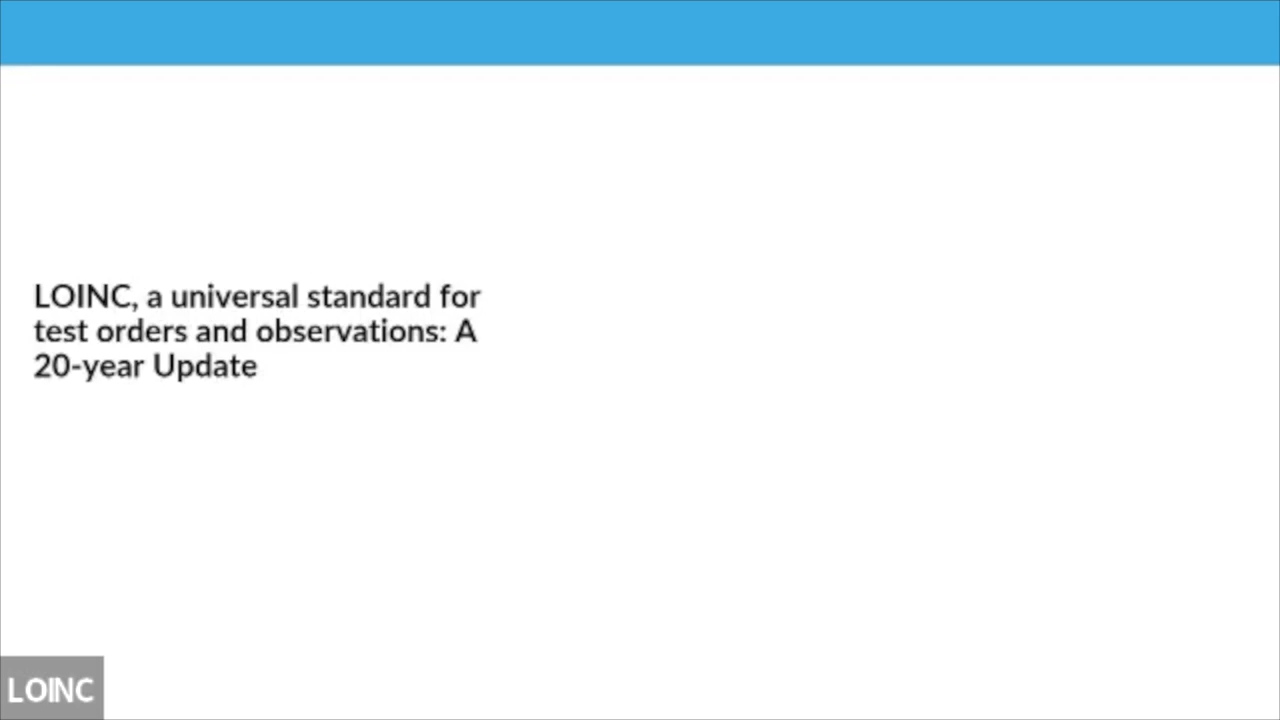 LOINC, a universal standard for
test orders and observations: A
20-year Update
LOINC